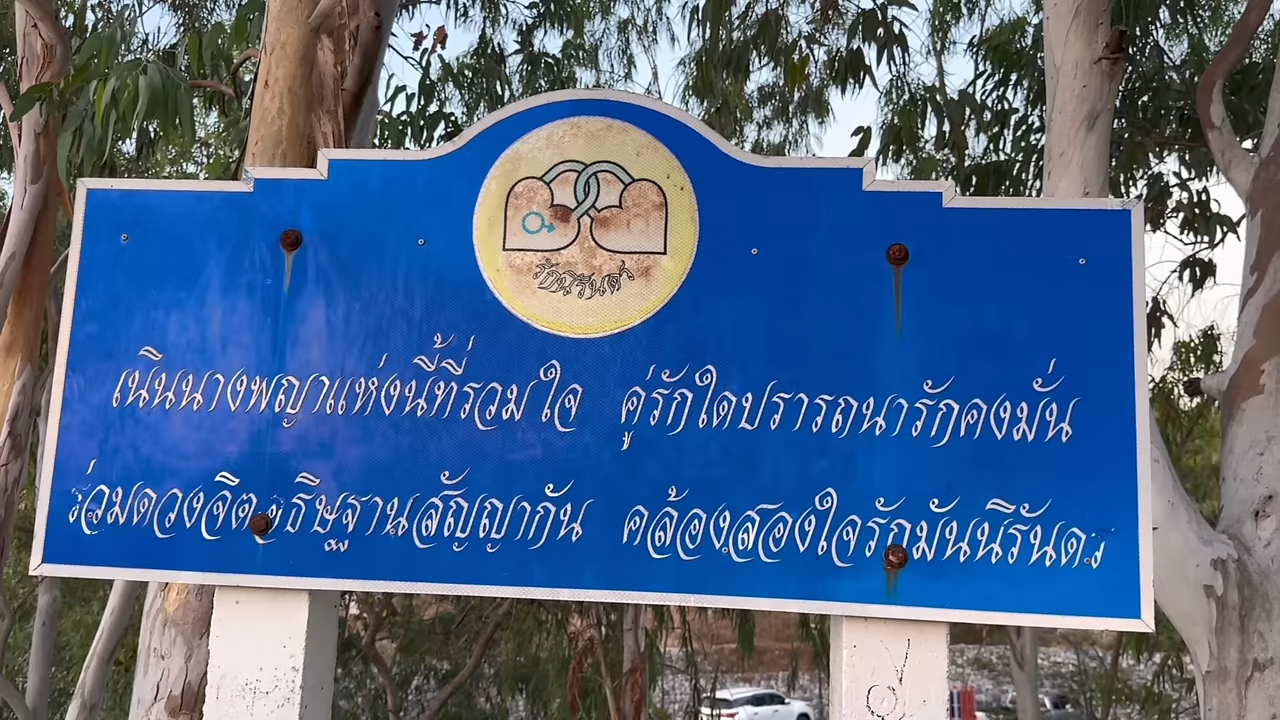 รักนิรันดร
เนินนางพญาแห่งนี้ที่รวมใจ คู่รักใดปรารถนารักคงมั่น
ร่วมดวงจิตอธิษฐานสัญญากัน คล้องสองใจรักมันนิรันดร